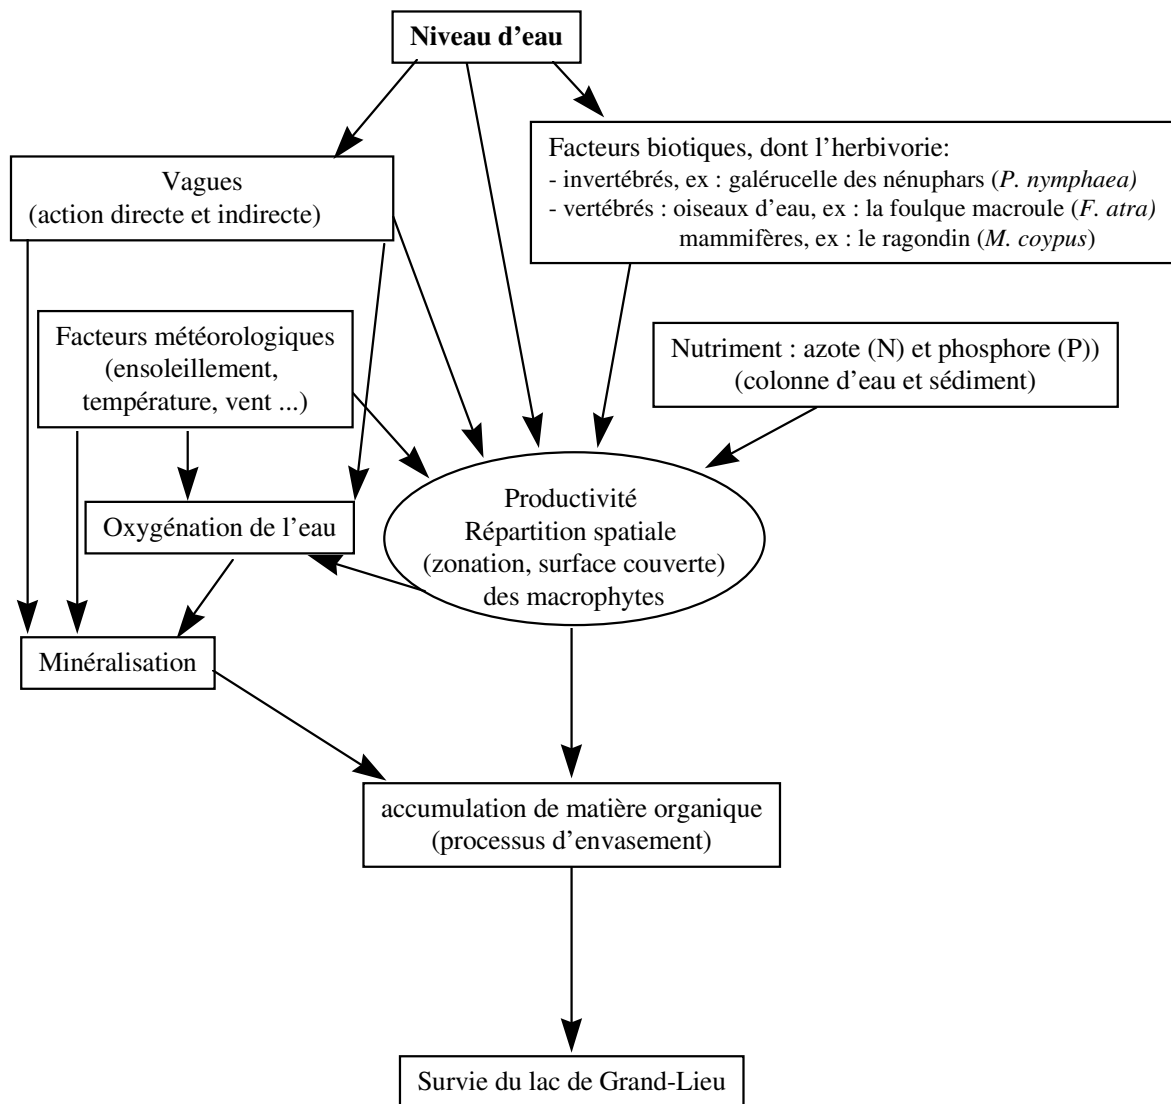 Niveau d'eau
Vagues
(action directe et indirecte)
Facteurs biotiques, dont l'herbivorie:
- invertébrés, ex : galérucelle des nénuphars (P. nymphaea)
- vertébrés : oiseaux d'eau, ex : la foulque macroule (F. atra)
mammifères, ex : le ragondin (M. coypus)
Facteurs météorologiques
(ensoleillement,
température, vent ...)
Nutriment : azote (N) et phosphore (P))
(colonne d'eau et sédiment)
Oxygénation de l'eau
Productivité
Répartition spatiale
(zonation, surface couverte)
des macrophytes
Minéralisation
accumulation de matière organique
(processus d'envasement)
Survie du lac de Grand-Lieu